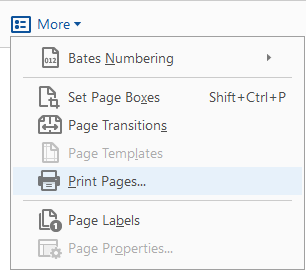 More
012
Bates Numbering
Set Page Boxes Shift+Ctrl+P
Page Transitions
Page Templates
Print Pages...
1
Page Labels
Page Properties...